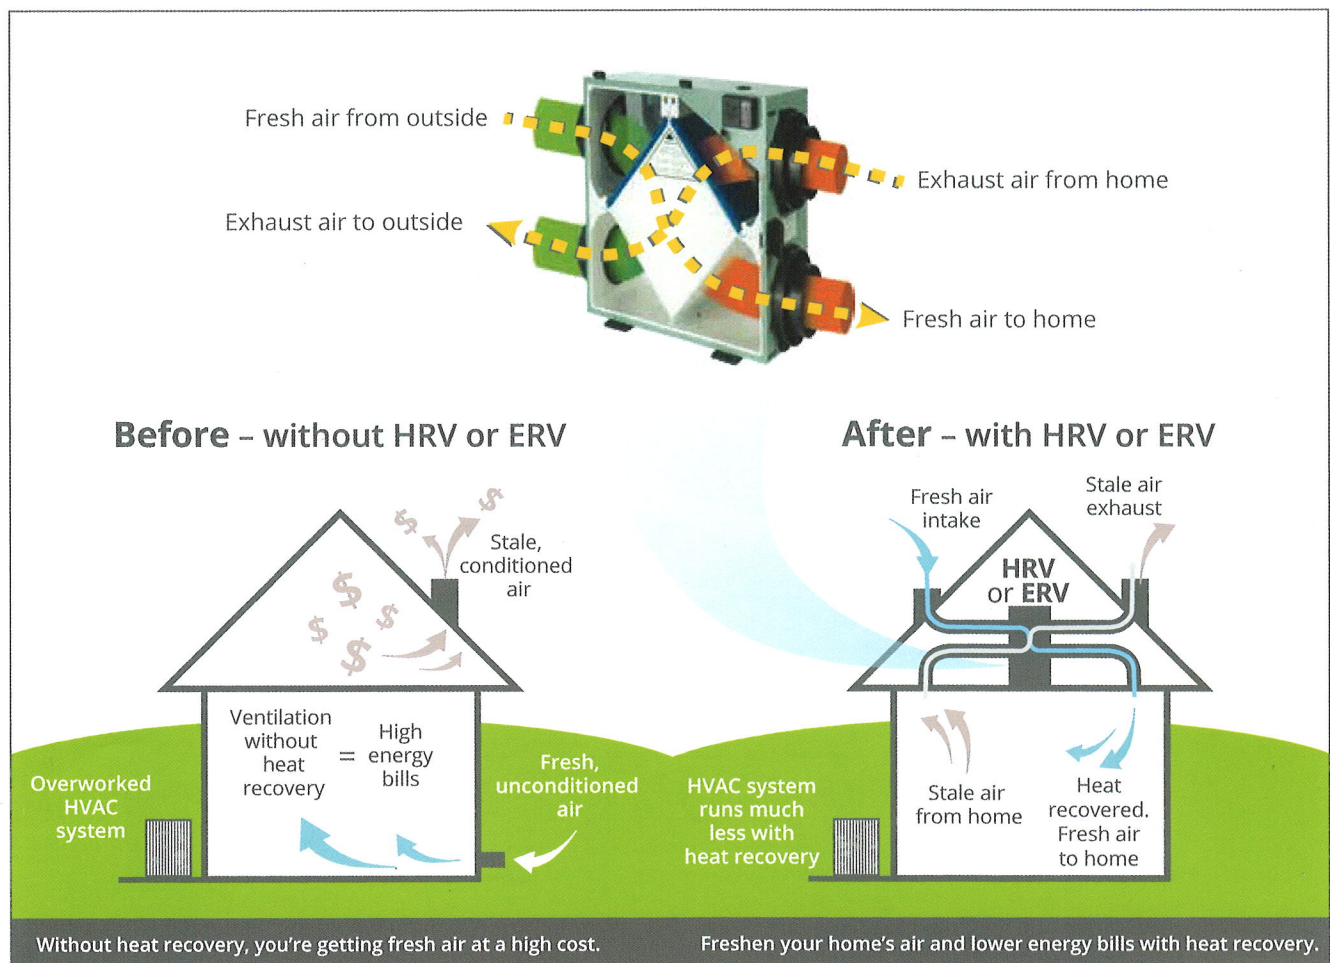 Fresh air from outside
Exhaust air from home
Exhaust air to outside
Fresh air to home
Before – without HRV or ERV
Stale,
conditioned
air
$
$
$
$
$
$
Ventilation
without
heat
recovery
=
High
energy
bills
Overworked
HVAC
system
Fresh,
unconditioned
air
After – with HRV or ERV
Fresh air
intake
Stale air
exhaust
HRV
or ERV
HVAC system
runs much
less with
heat recovery
Stale air
from home
Heat
recovered.
Fresh air
to home
Without heat recovery, you're getting fresh air at a high cost.
Freshen your home's air and lower energy bills with heat recovery.